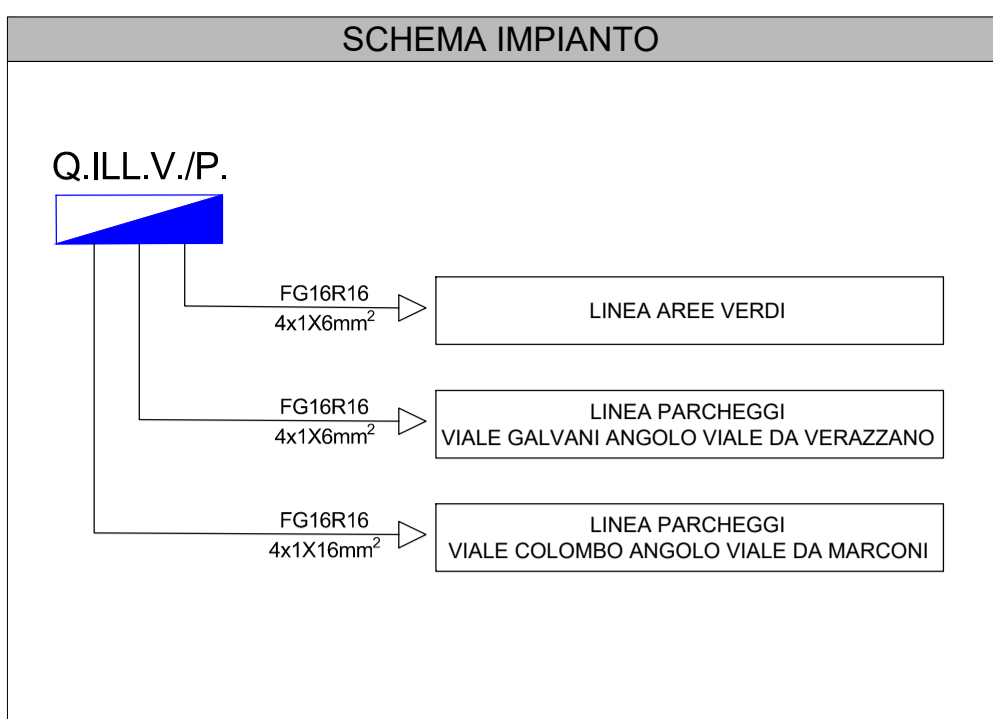 SCHEMA IMPIANTO
Q.ILL.V./P.
FG16R16
4x1X6mm²
LINEA AREE VERDI
FG16R16
4x1X6mm²
LINEA PARCHEGGI
VIALE GALVANI ANGOLO VIALE DA VERAZZANO
FG16R16
4x1X16mm²
LINEA PARCHEGGI
VIALE COLOMBO ANGOLO VIALE DA MARCONI